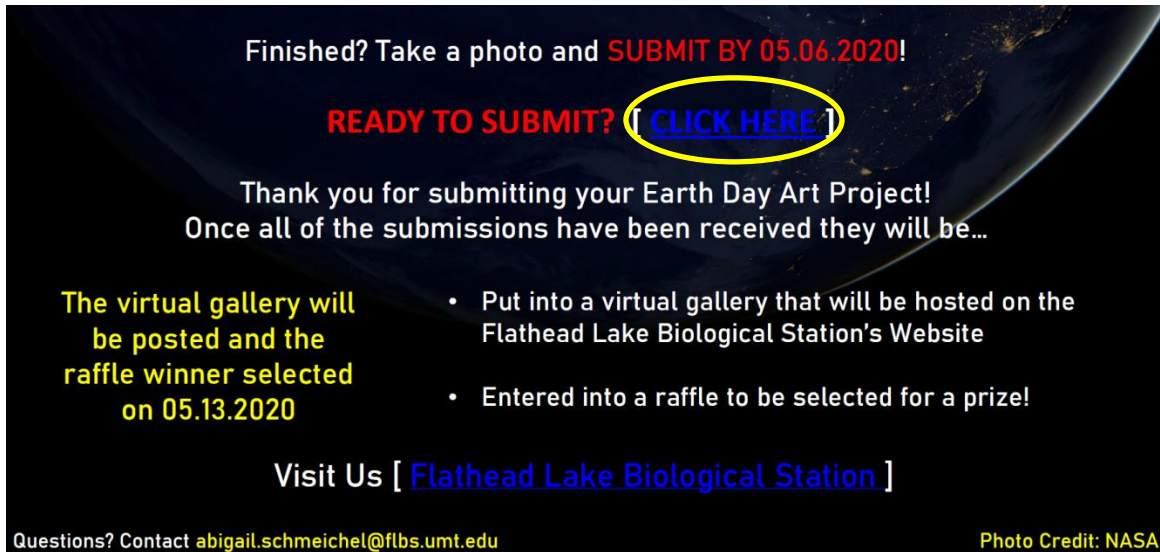 Finished? Take a photo and SUBMIT BY 05.06.2020!
READY TO SUBMIT? [ CLICK HERE ]
Thank you for submitting your Earth Day Art Project!
Once all of the submissions have been received they will be…
The virtual gallery will
be posted and the
raffle winner selected
on 05.13.2020
• Put into a virtual gallery that will be hosted on the
Flathead Lake Biological Station's Website
• Entered into a raffle to be selected for a prize!
Visit Us [ Flathead Lake Biological Station ]
Questions? Contact abigail.schmeichel@flbs.umt.edu
Photo Credit: NASA